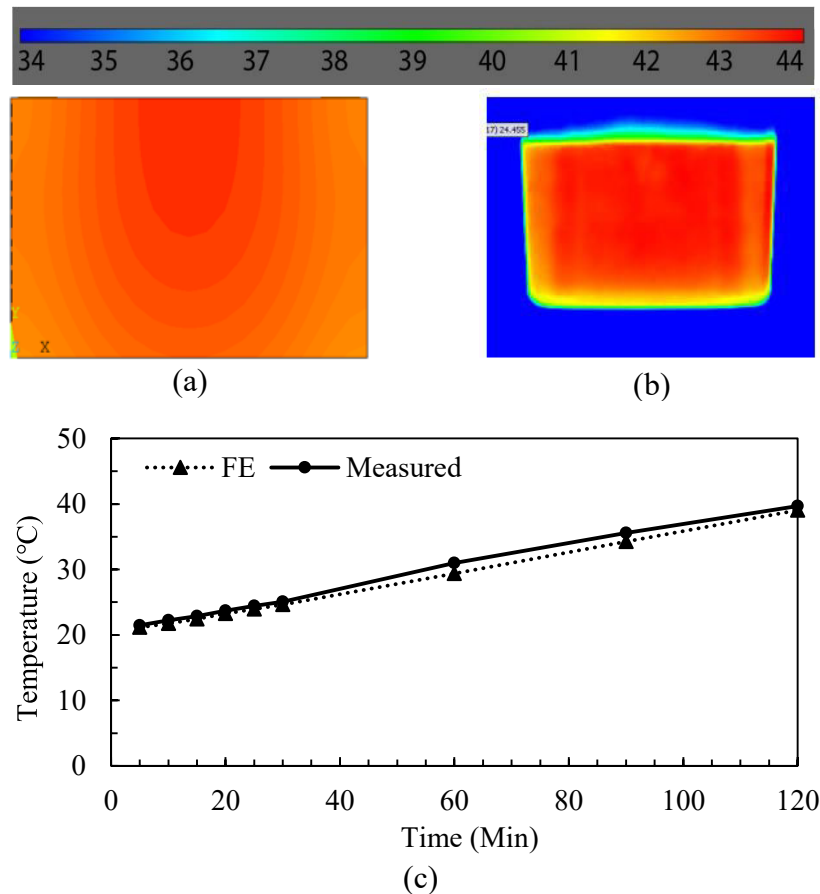 34 35 36 37 38 39 40 41 42 43 44
17) 24.455
Y
Z X
(a)
(b)
50
40
30
20
10
0
FE Measured
Temperature (°C)
0 20 40 60 80 100 120
Time (Min)
(c)